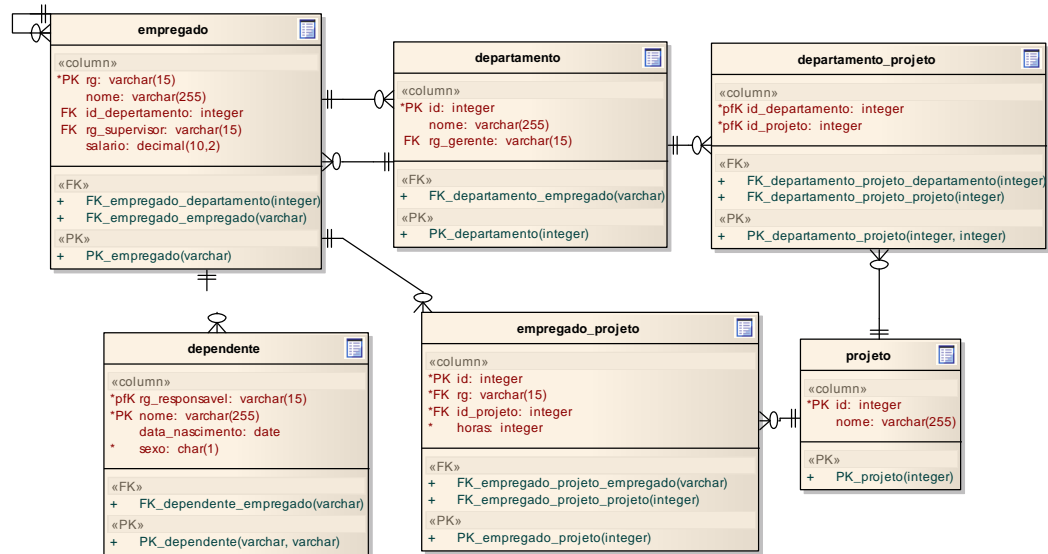 empregado
«column»
*PK rg: varchar(15)
nome: varchar(255)
FK id_depertamento: integer
FK rg_supervisor: varchar(15)
salario: decimal(10,2)
«FK»
+ FK_empregado_departamento(integer)
+ FK_empregado_empregado(varchar)
«PK»
+ PK_empregado(varchar)
departamento
«column»
*PK id: integer
nome: varchar(255)
FK rg_gerente: varchar(15)
«FK»
+ FK_departamento_empregado(varchar)
«PK»
+ PK_departamento(integer)
departamento_projeto
«column»
*pfK id_departamento: integer
*pfK id_projeto: integer
«FK»
+ FK_departamento_projeto_departamento(integer)
+ FK_departamento_projeto_projeto(integer)
«PK»
+ PK_departamento_projeto(integer, integer)
dependente
«column»
*pfK rg_responsavel: varchar(15)
*PK nome: varchar(255)
data_nascimento: date
* sexo: char(1)
«FK»
+ FK_dependente_empregado(varchar)
«PK»
+ PK_dependente(varchar, varchar)
empregado_projeto
«column»
*PK id: integer
*FK rg: varchar(15)
*FK id_projeto: integer
* horas: integer
«FK»
+ FK_empregado_projeto_empregado(varchar)
+ FK_empregado_projeto_projeto(integer)
«PK»
+ PK_empregado_projeto(integer)
projeto
«column»
*PK id: integer
nome: varchar(255)
«PK»
+ PK_projeto(integer)